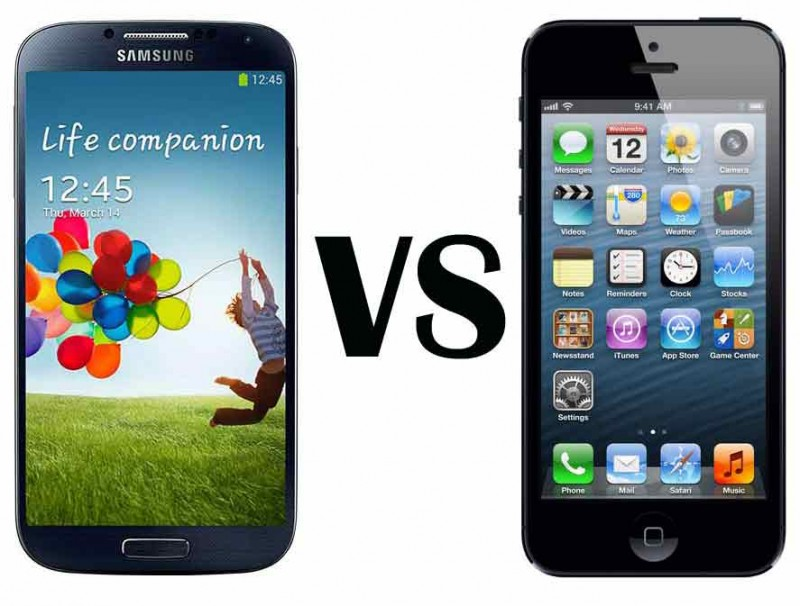 SAMSUNG
12:45
Life companion
12:45
Thu, March 14
VS
9:41 AM
Wednesday
12
280
73°
Messages Calendar Photos Camera
Videos Maps Weather Passbook
Notes Reminders Clock Stocks
Newsstand iTunes App Store Game Center
Settings
Phone Mail Safari Music